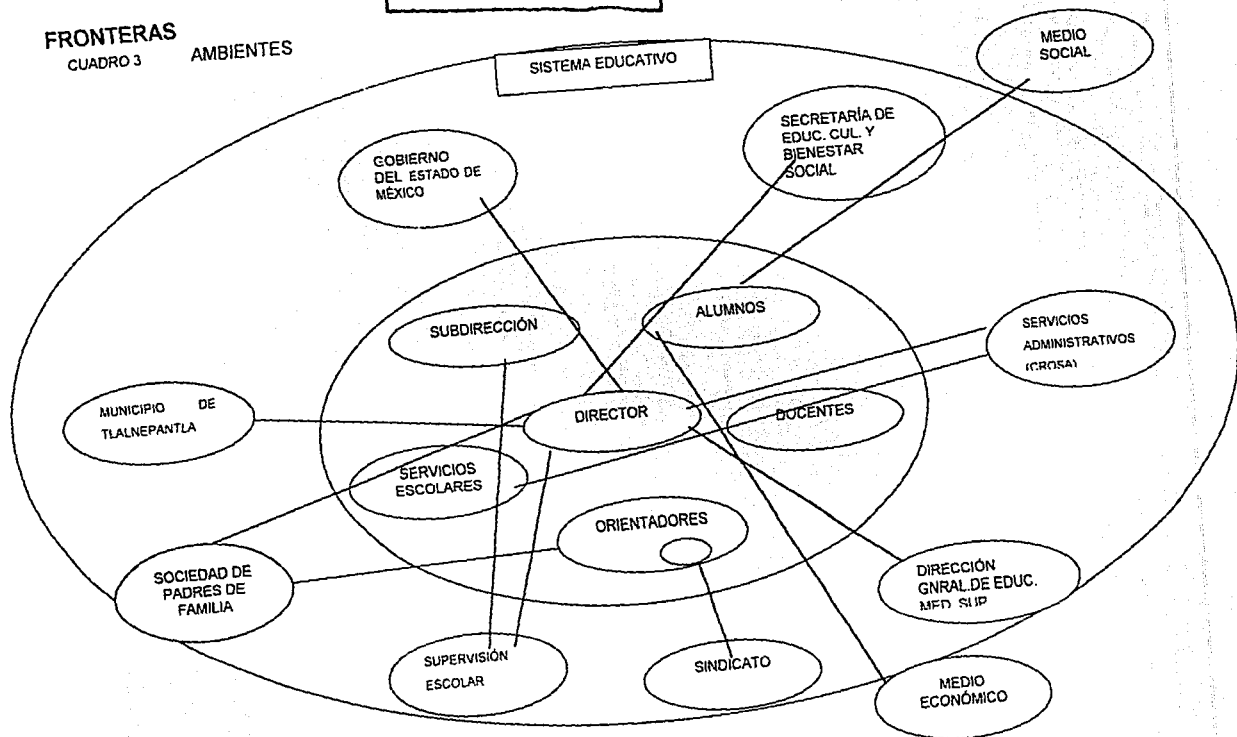 FRONTERAS
CUADRO 3 AMBIENTES
MEDIO
SOCIAL
SISTEMA EDUCATIVO
SECRETARÍA DE
EDUC. CUL. Y
BIENESTAR
SOCIAL
GOBIERNO
DEL ESTADO DE
MÉXICO
ALUMNOS
SUBDIRECCIÓN
SERVICIOS
ADMINISTRATIVOS
(CROSA)
MUNICIPIO DE
TLALNEPANTLA
DIRECTOR
DOCENTES
SERVICIOS
ESCOLARES
ORIENTADORES
SOCIEDAD DE
PADRES DE
FAMILIA
DIRECCIÓN
GNRAL.DE EDUC.
MED. SUP
SUPERVISIÓN
ESCOLAR
SINDICATO
MEDIO
ECONÓMICO